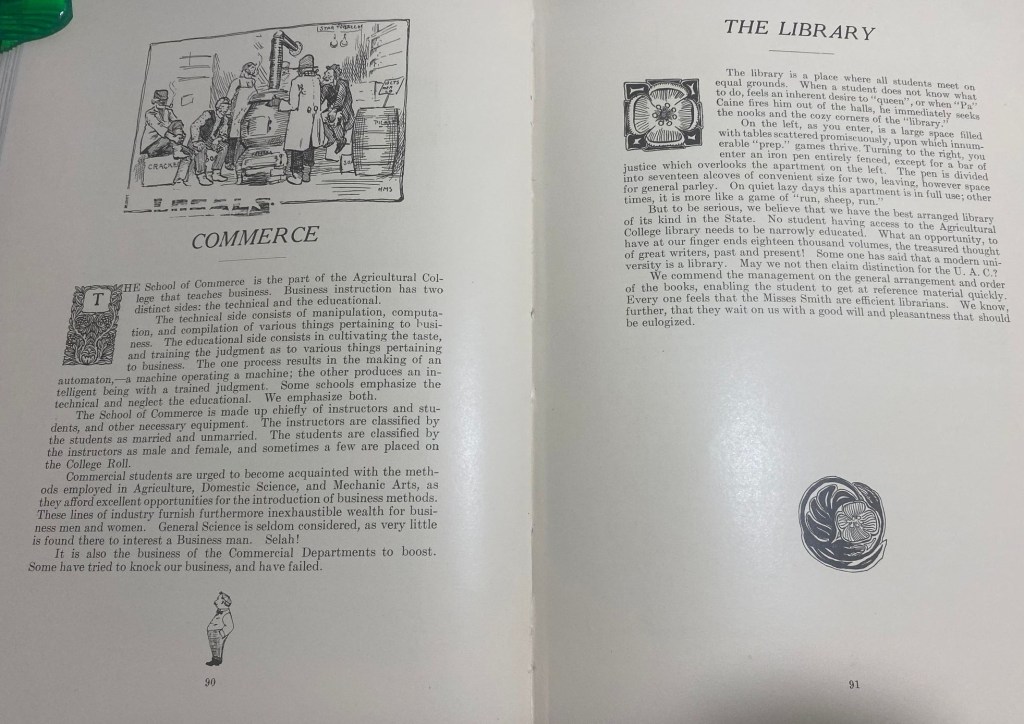 STAR TOBACCO
CRACKE
LOCALS
HMS
COMMERCE
THE School of Commerce is the part of the Agricultural Col-
lege that teaches business. Business instruction has two
distinct sides: the technical and the educational.
The technical side consists of manipulation, computa-
tion, and compilation of various things pertaining to busi-
ness. The educational side consists in cultivating the taste,
and training the judgment as to various things pertaining
to business. The one process results in the making of an
automaton,—a machine operating a machine; the other produces an in-
telligent being with a trained judgment. Some schools emphasize the
technical and neglect the educational. We emphasize both.
The School of Commerce is made up chiefly of instructors and stu-
dents, and other necessary equipment. The instructors are classified by
the students as married and unmarried. The students are classified by
the instructors as male and female, and sometimes a few are placed on
the College Roll.
Commercial students are urged to become acquainted with the meth-
ods employed in Agriculture, Domestic Science, and Mechanic Arts, as
they afford excellent opportunities for the introduction of business methods.
These lines of industry furnish furthermore inexhaustible wealth for busi-
ness men and women. General Science is seldom considered, as very little
is found there to interest a Business man. Selah!
It is also the business of the Commercial Departments to boost.
Some have tried to knock our business, and have failed.
90
THE LIBRARY
The library is a place where all students meet on
equal grounds. When a student does not know what
to do, feels an inherent desire to "queen", or when "Pa"
Caine fires him out of the halls, he immediately seeks
the nooks and the cozy corners of the "library."
On the left, as you enter, is a large space filled
with tables scattered promiscuously, upon which innum-
erable "prep." games thrive. Turning to the right, you
enter an iron pen entirely fenced, except for a bar of
justice which overlooks the apartment on the left. The pen is divided
into seventeen alcoves of convenient size for two, leaving, however space
for general parley. On quiet lazy days this apartment is in full use; other
times, it is more like a game of "run, sheep, run."
But to be serious, we believe that we have the best arranged library
of its kind in the State. No student having access to the Agricultural
College library needs to be narrowly educated. What an opportunity, to
have at our finger ends eighteen thousand volumes, the treasured thought
of great writers, past and present! Some one has said that a modern uni-
versity is a library. May we not then claim distinction for the U. A. C.?
We commend the management on the general arrangement and order
of the books, enabling the student to get at reference material quickly.
Every one feels that the Misses Smith are efficient librarians. We know,
further, that they wait on us with a good will and pleasantness that should
be eulogized.
91